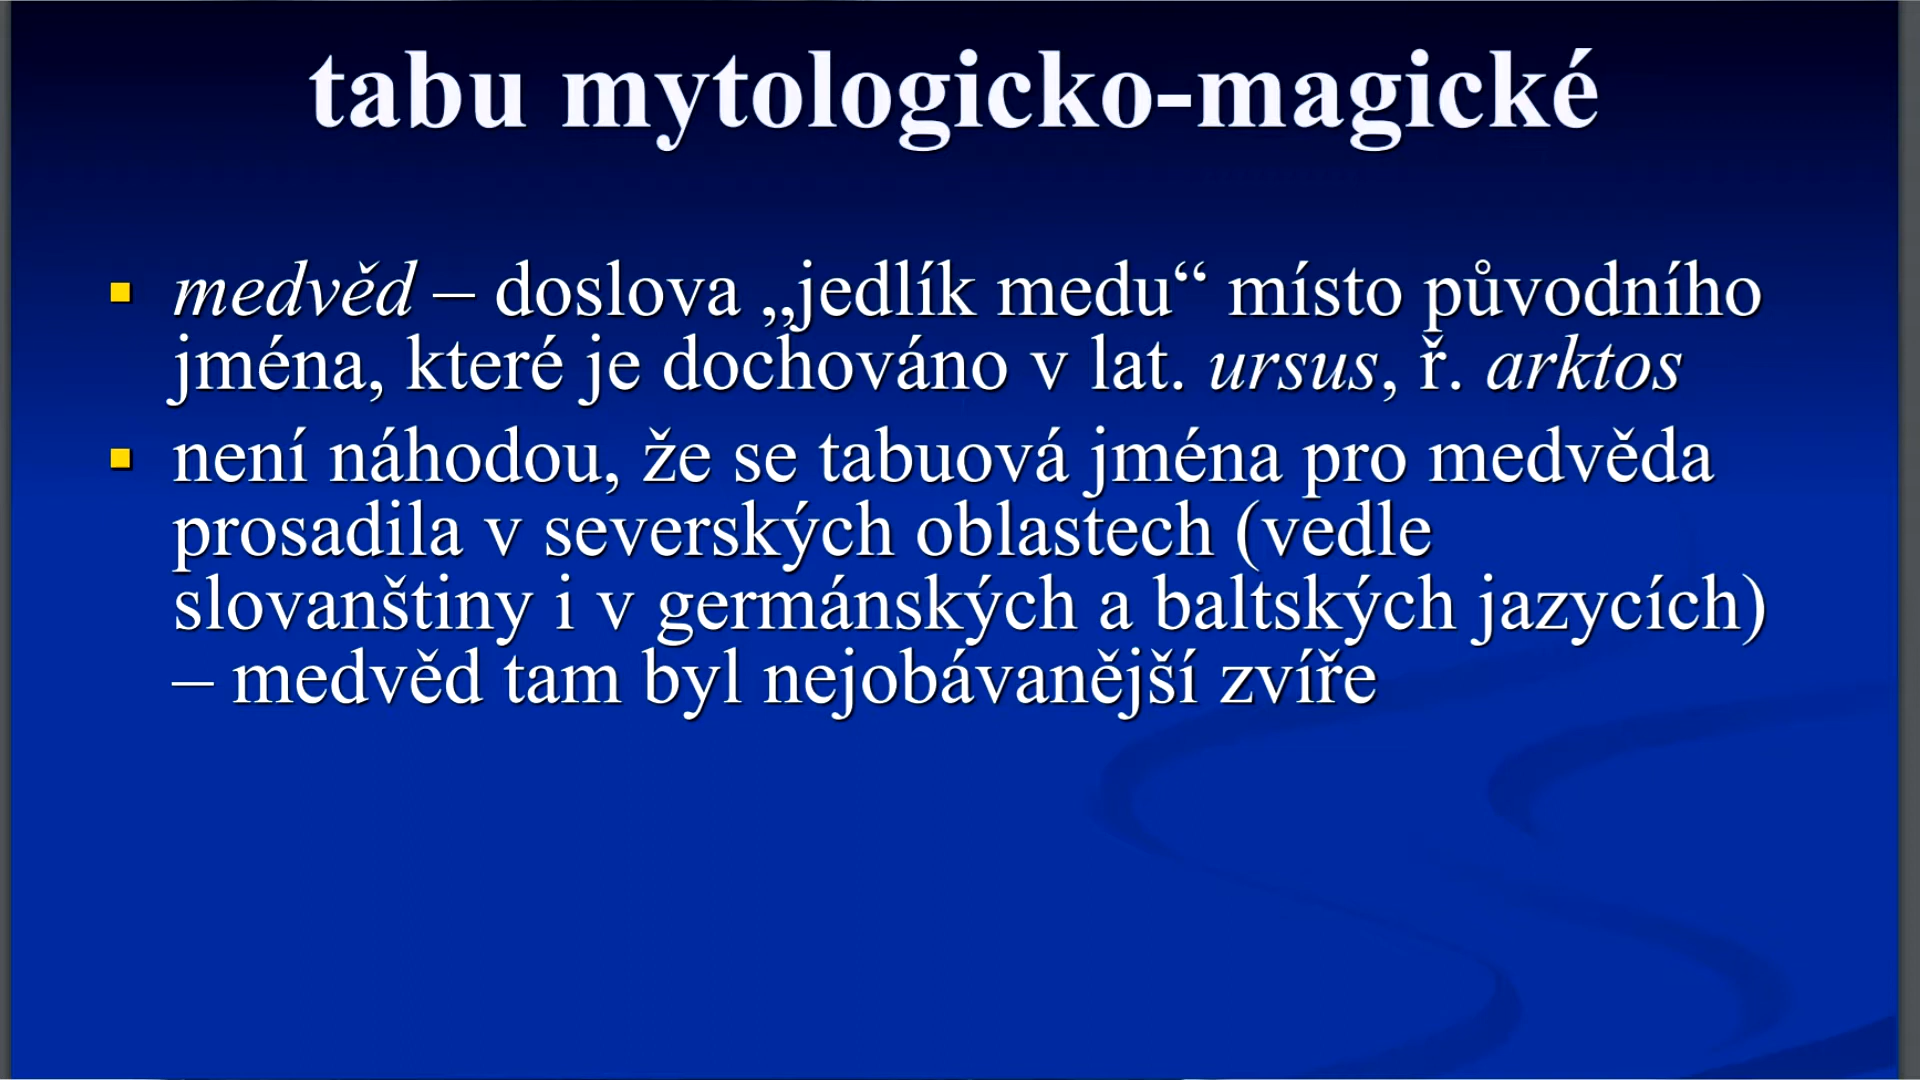 tabu mytologicko-magické
medvěd – doslova „jedlík medu“ místo původního
jména, které je dochováno v lat. ursus, ř. arktos
není náhodou, že se tabuová jména pro medvěda
prosadila v severských oblastech (vedle
slovanštiny i v germánských a baltských jazycích)
– medvěd tam byl nejobávanější zvíře